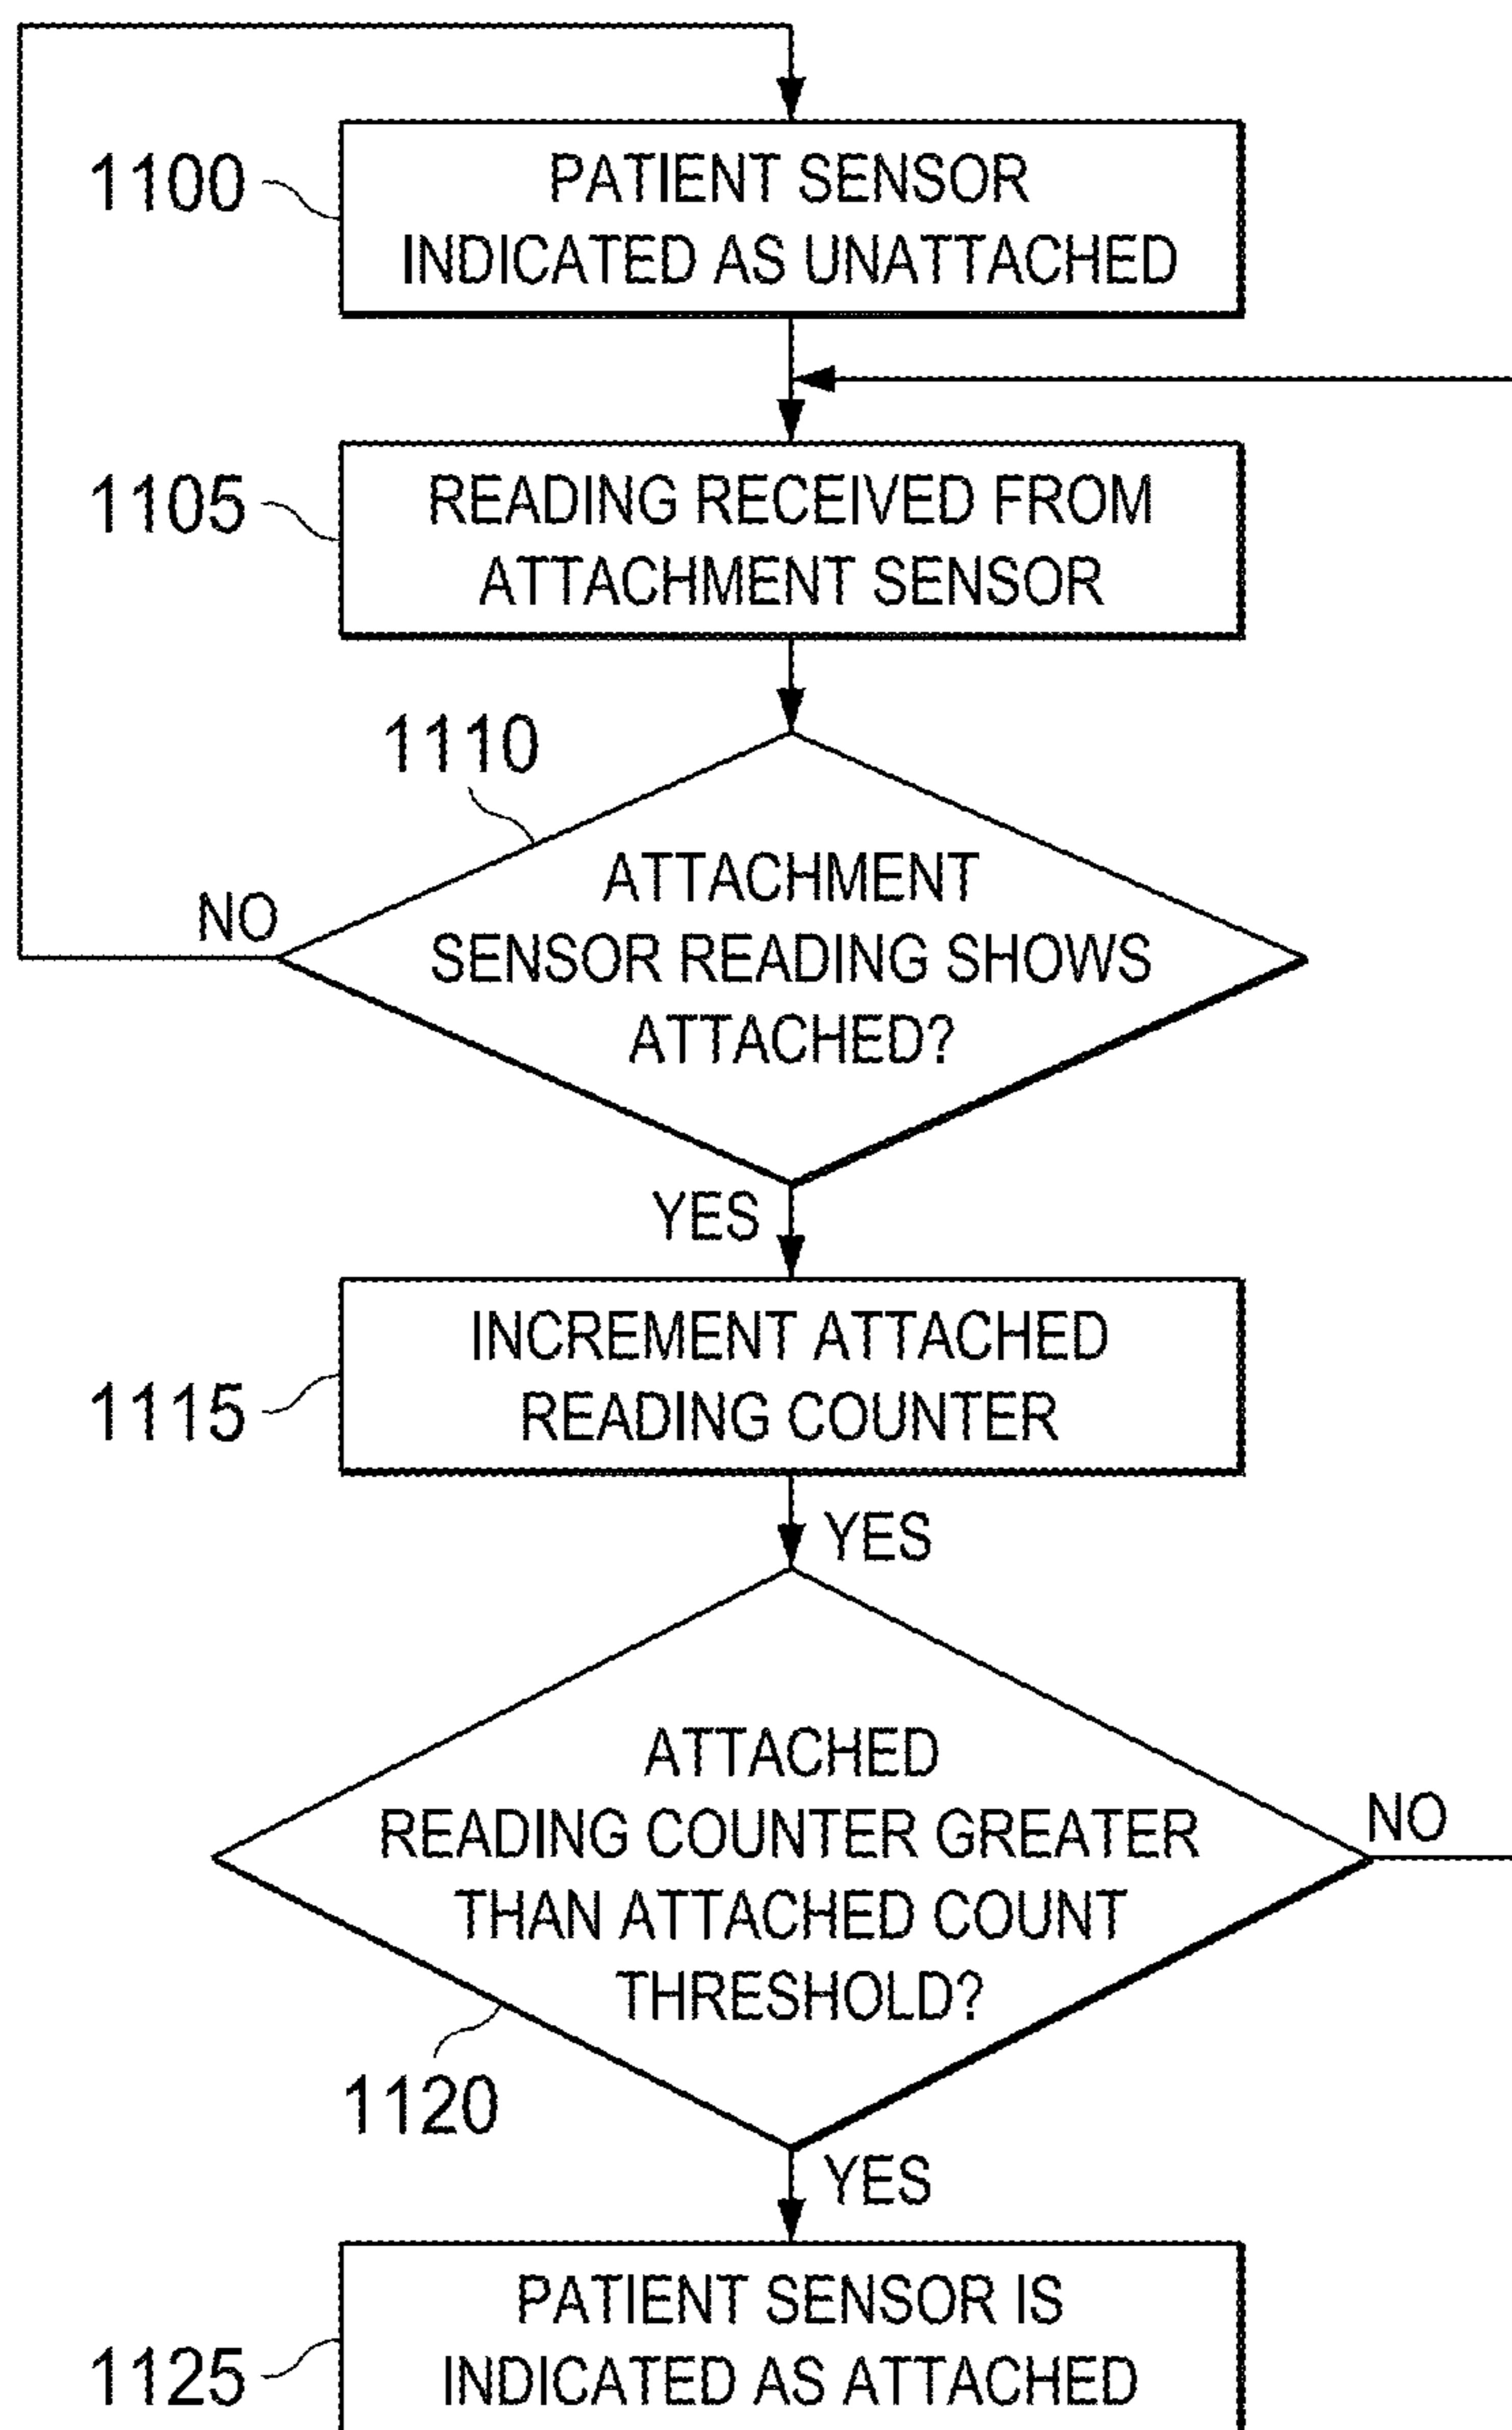 1100
PATIENT SENSOR
INDICATED AS UNATTACHED
1105
READING RECEIVED FROM
ATTACHMENT SENSOR
1110
ATTACHMENT
SENSOR READING SHOWS
ATTACHED?
NO
YES
1115
INCREMENT ATTACHED
READING COUNTER
YES
ATTACHED
READING COUNTER GREATER
THAN ATTACHED COUNT
THRESHOLD?
NO
1120
YES
1125
PATIENT SENSOR IS
INDICATED AS ATTACHED